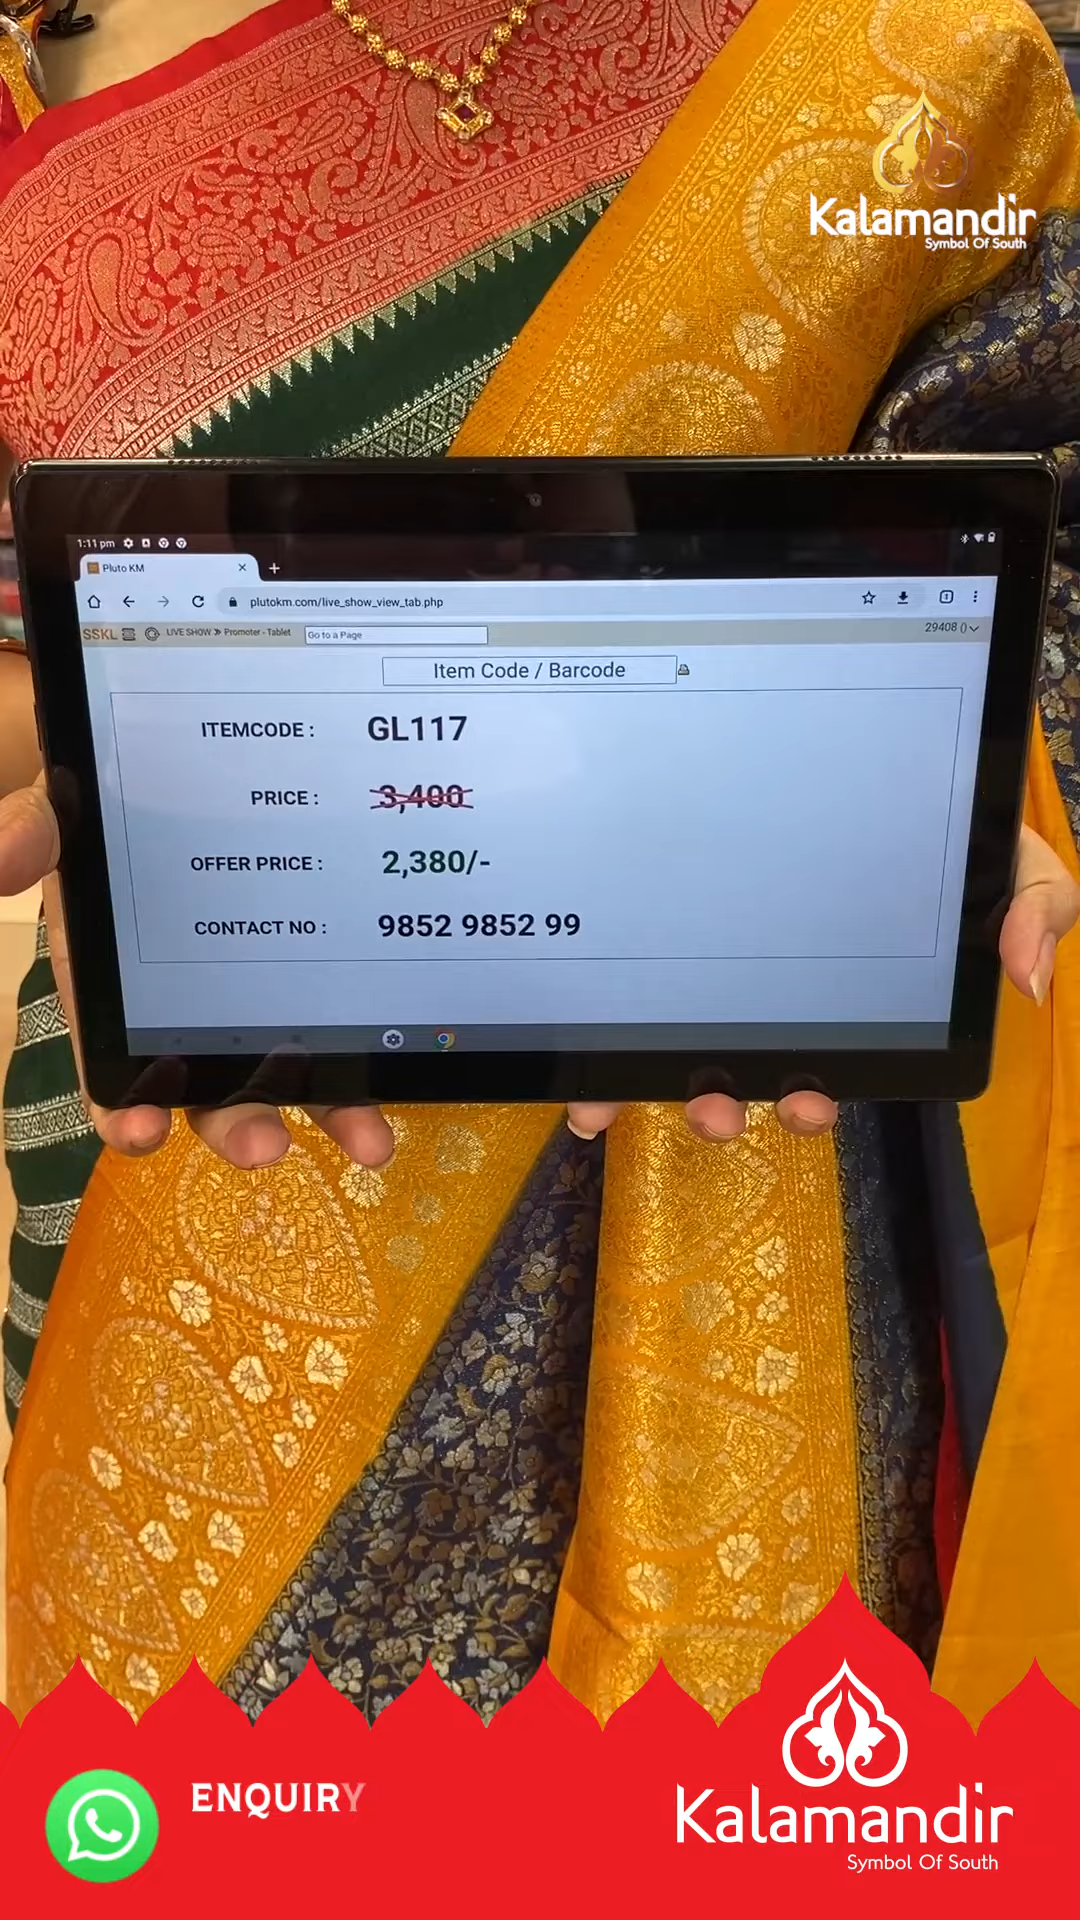 Kalamandir
Symbol Of South
1:11 pm
Pluto KM
plutokm.com/live_show_view_tab.php
SSKL
LIVE SHOW >> Promoter - Tablet
Go to a Page
29408 ()
Item Code / Barcode
ITEMCODE : GL117
PRICE : 3,400
OFFER PRICE : 2,380/-
CONTACT NO : 9852 9852 99
ENQUIRY
Kalamandir
Symbol Of South